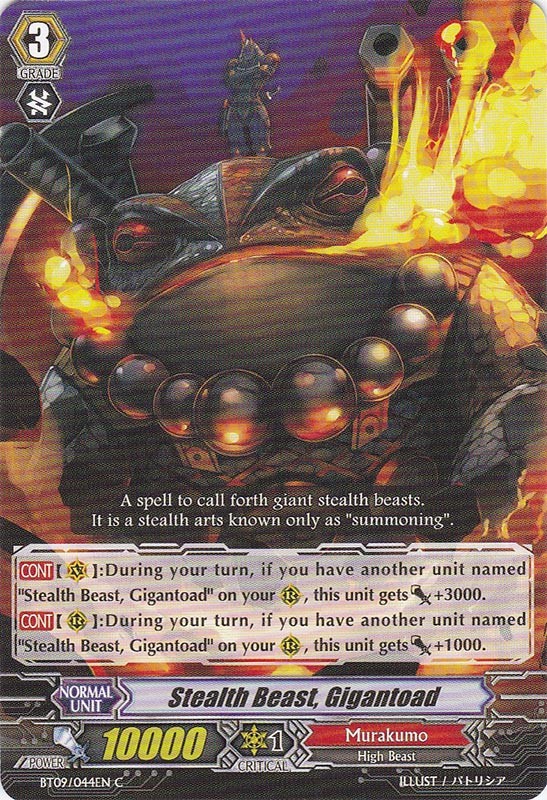 3
GRADE
A spell to call forth giant stealth beasts.
It is a stealth arts known only as "summoning".
CONT [ ]:During your turn, if you have another unit named
"Stealth Beast, Gigantoad" on your , this unit gets +3000.
CONT [ ]:During your turn, if you have another unit named
"Stealth Beast, Gigantoad" on your , this unit gets +1000.
NORMAL
UNIT
Stealth Beast, Gigantoad
POWER
10000
1
CRITICAL
Murakumo
High Beast
BT09/044EN C
ILLUST / パトリシア